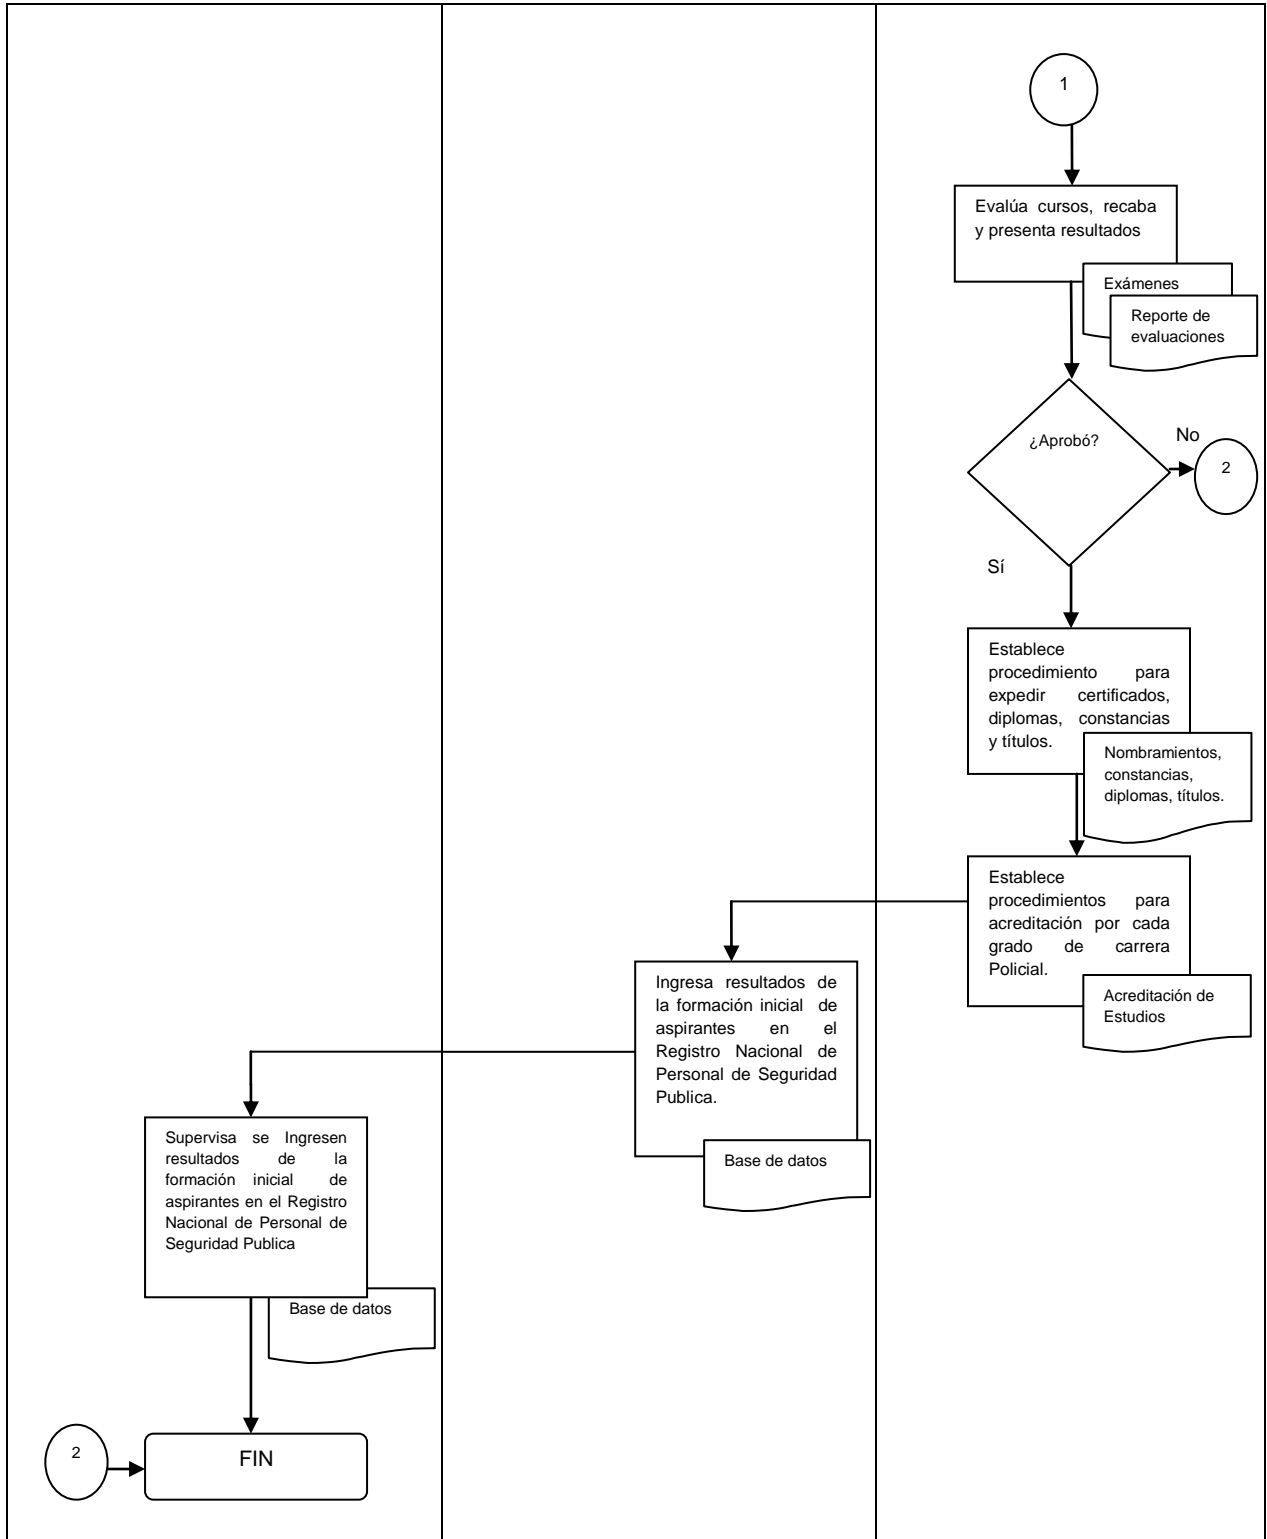 1
Evalúa cursos, recaba
y presenta resultados
Exámenes
Reporte de
evaluaciones
¿Aprobó?
No
2
Sí
Establece
procedimiento para
expedir certificados,
diplomas, constancias
y títulos.
Nombramientos,
constancias,
diplomas, títulos.
Establece
procedimientos para
acreditación por cada
grado de carrera
Policial.
Acreditación de
Estudios
Ingresa resultados de
la formación inicial de
aspirantes en el
Registro Nacional de
Personal de Seguridad
Publica.
Base de datos
Supervisa se Ingresen
resultados de la
formación inicial de
aspirantes en el Registro
Nacional de Personal de
Seguridad Publica
Base de datos
2
FIN